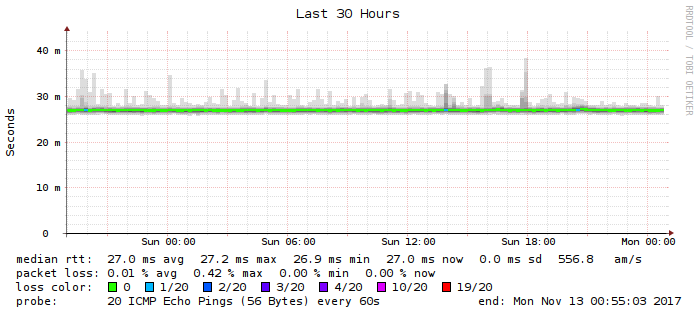 Last 30 Hours
RRDTOOL / TOBI OETIKER
Seconds
40 m
30 m
20 m
10 m
0
Sun 00:00 Sun 06:00 Sun 12:00 Sun 18:00 Mon 00:00
median rtt: 27.0 ms avg 27.2 ms max 26.9 ms min 27.0 ms now 0.0 ms sd 556.8 am/s
packet loss: 0.01 % avg 0.42 % max 0.00 % min 0.00 % now
loss color: 0 1/20 2/20 3/20 4/20 10/20 19/20
probe: 20 ICMP Echo Pings (56 Bytes) every 60s end: Mon Nov 13 00:55:03 2017